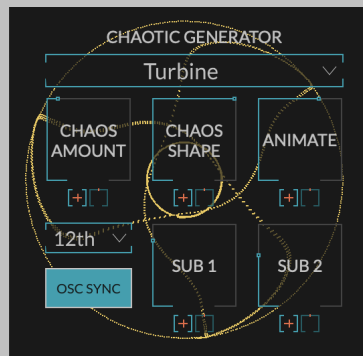 CHAOTIC GENERATOR
Turbine
CHAOS AMOUNT
CHAOS SHAPE
ANIMATE
[+]
[+]
[+]
12th
SUB 1
SUB 2
OSC SYNC
[+]
[+]